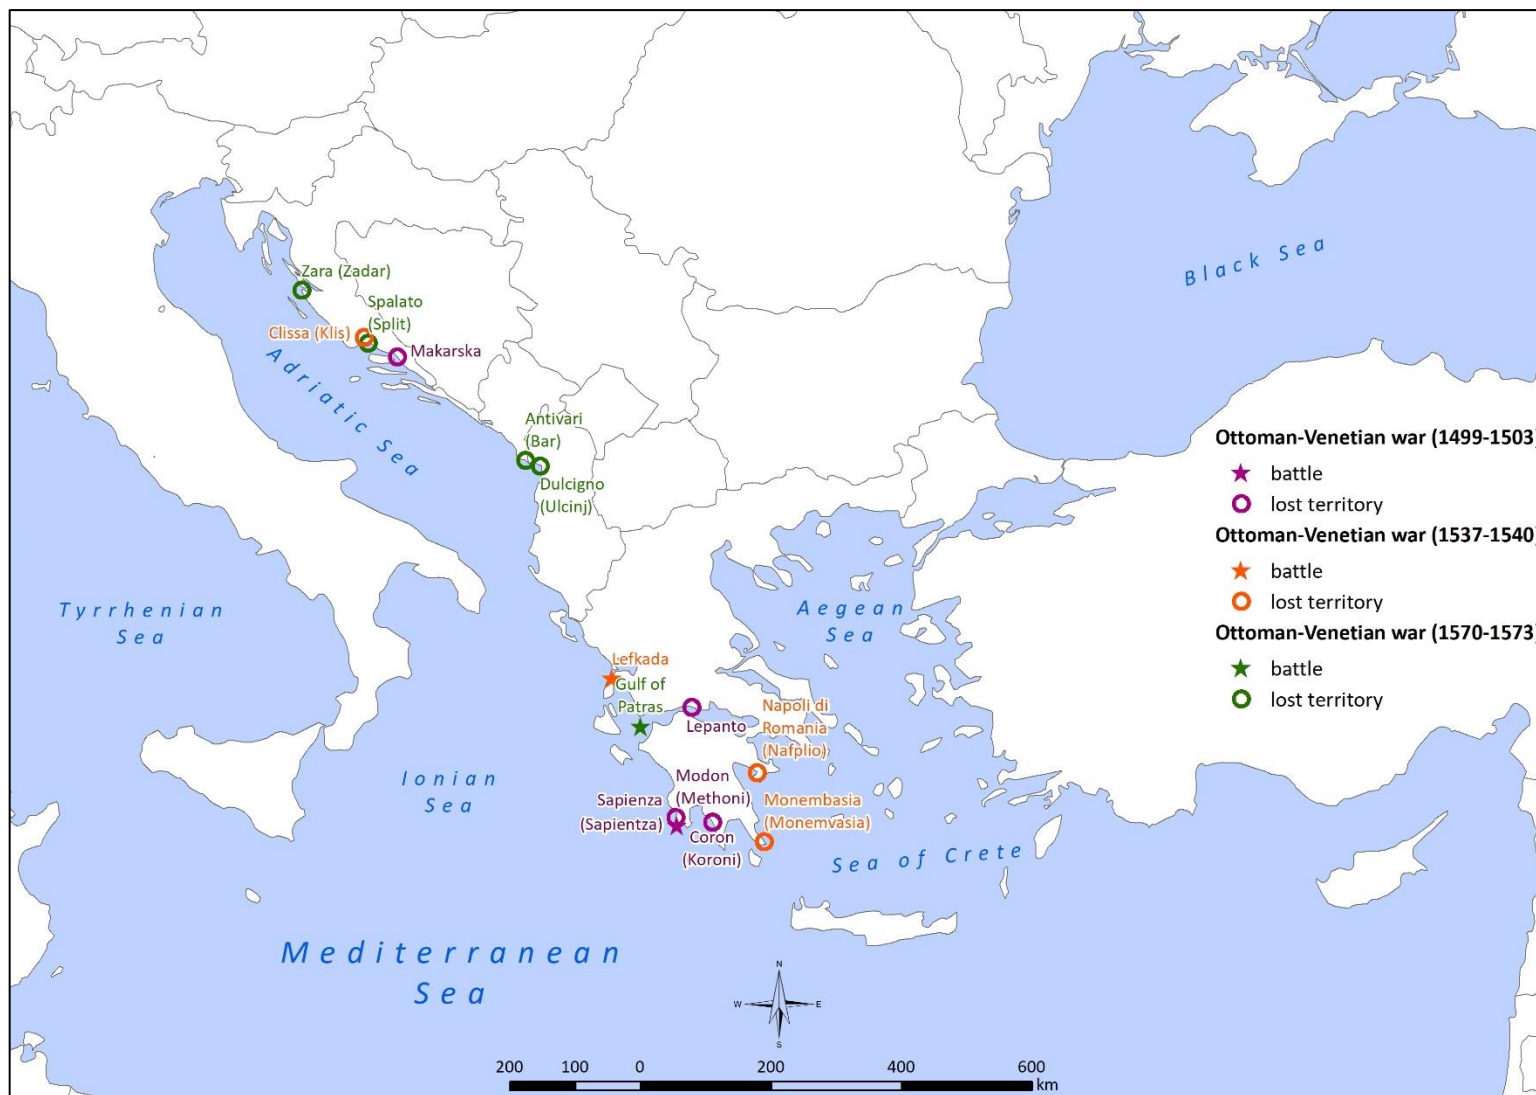 Black Sea
Zara (Zadar)
Spalato
(Split)
Clissa (Klis)
Makarska
Adriatic Sea
Antivari
(Bar)
Dulcigno
(Ulcinj)
Ottoman-Venetian war (1499-1503)
battle
lost territory
Ottoman-Venetian war (1537-1540)
battle
lost territory
Ottoman-Venetian war (1570-1573)
battle
lost territory
Tyrrhenian
Sea
Aegean
Sea
Lefkada
Gulf of
Patras
Lepanto
Napoli di
Romania
(Nafplio)
Ionian
Sea
Modon
(Methoni)
Sapienza
(Sapientza)
Coron
(Koroni)
Monembasia
(Monemvasia)
Sea of Crete
Mediterranean
Sea
N
W E
S
200 100 0 200 400 600
km